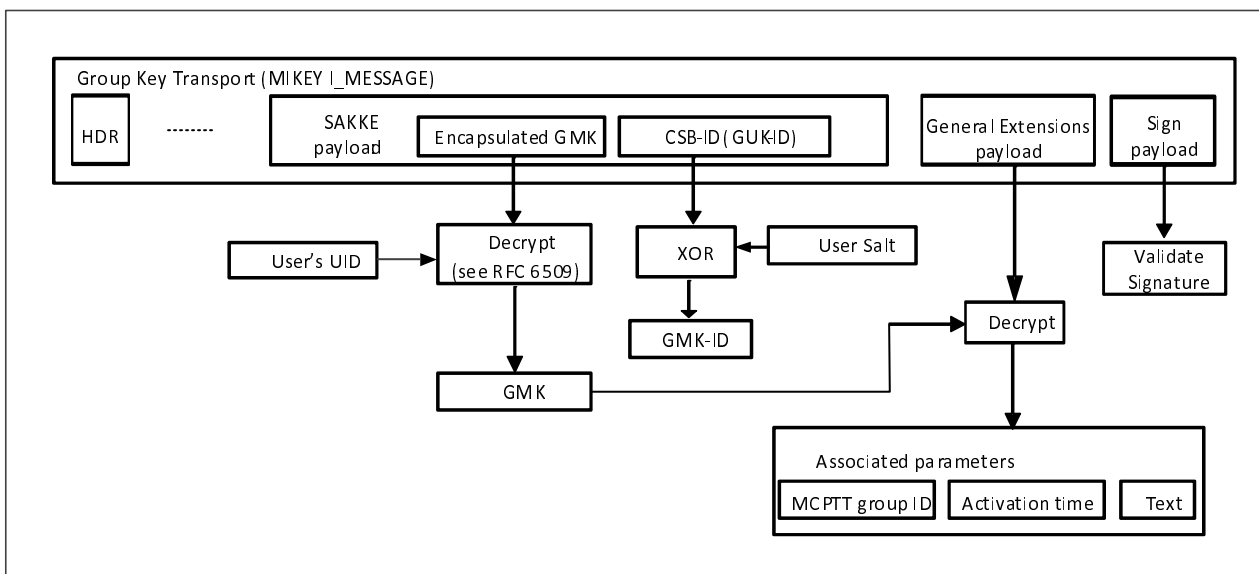 Group Key Transport (MIKEY I_MESSAGE)
HDR
--------
SAKKE
payload
Encapsulated GMK
CSB-ID (GUK-ID)
General Extensions
payload
Sign
payload
User's UID
Decrypt
(see RFC 6509)
XOR
User Salt
Validate
Signature
GMK-ID
Decrypt
GMK
Associated parameters
MCPTT group ID
Activation time
Text